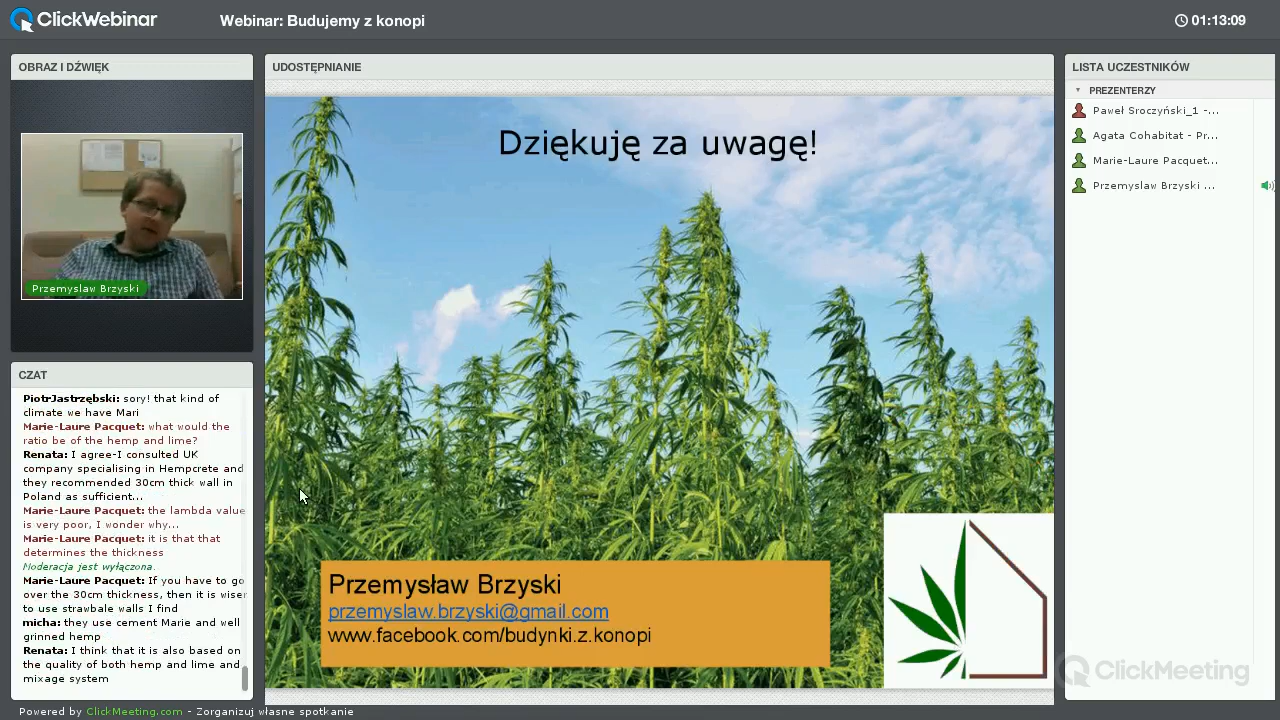 ClickWebinar
Webinar: Budujemy z konopi
01:13:09
OBRAZ I DŹWIĘK
Przemyslaw Brzyski
CZAT
PiotrJastrzębski: sory! that kind of
climate we have Mari
Marie-Laure Pacquet: what would the
ratio be of the hemp and lime?
Renata: I agree-I consulted UK
company specialising in Hempcrete and
they recommended 30cm thick wall in
Poland as sufficient...
Marie-Laure Pacquet: the lambda value
is very poor, I wonder why...
Marie-Laure Pacquet: it is that that
determines the thickness
Moderacja jest wyłączona.
Marie-Laure Pacquet: If you have to go
over the 30cm thickness, then it is wiser
to use strawbale walls I find
micha: they use cement Marie and well
grinned hemp
Renata: I think that it is also based on
the quality of both hemp and lime and
mixage system
UDOSTĘPNIANIE
Dziękuję za uwagę!
Przemysław Brzyski
przemyslaw.brzyski@gmail.com
www.facebook.com/budynki.z.konopi
LISTA UCZESTNIKÓW
PREZENTERZY
Paweł Sroczyński_1 -...
Agata Cohabitat - Pr...
Marie-Laure Pacquet...
Przemyslaw Brzyski ...
ClickMeeting
Powered by ClickMeeting.com - Zorganizuj własne spotkanie